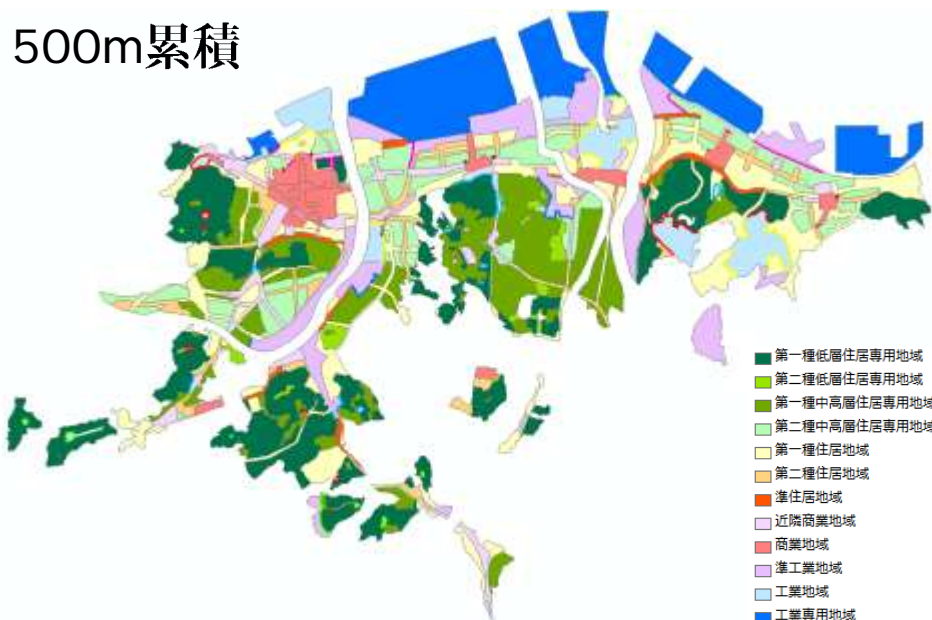 500m累積
第一種低層住居専用地域
第二種低層住居専用地域
第一種中高層住居専用地域
第二種中高層住居専用地域
第一種住居地域
第二種住居地域
準住居地域
近隣商業地域
商業地域
準工業地域
工業地域
工業専用地域